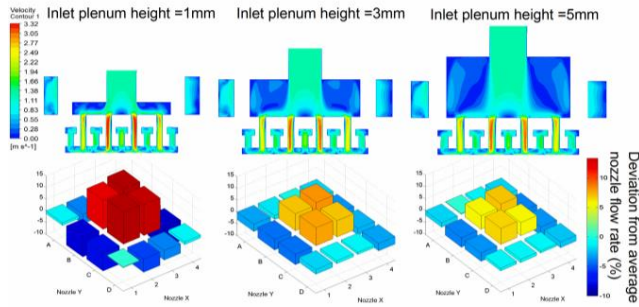 Inlet plenum height =1mm
Inlet plenum height =3mm
Inlet plenum height =5mm
Velocity
Contour 1
3.32
3.04
2.77
2.49
2.21
1.94
1.66
1.38
1.11
0.83
0.55
0.28
0.00
[m s^-1]
15
10
5
0
-5
-10
A
B
C
D
Nozzle Y
1
2
3
4
Nozzle X
15
10
5
0
-5
-10
A
B
C
D
Nozzle Y
1
2
3
4
Nozzle X
15
10
5
0
-5
-10
A
B
C
D
Nozzle Y
1
2
3
4
Nozzle X
10
5
0
-5
-10
Deviation from average
nozzle flow rate (%)